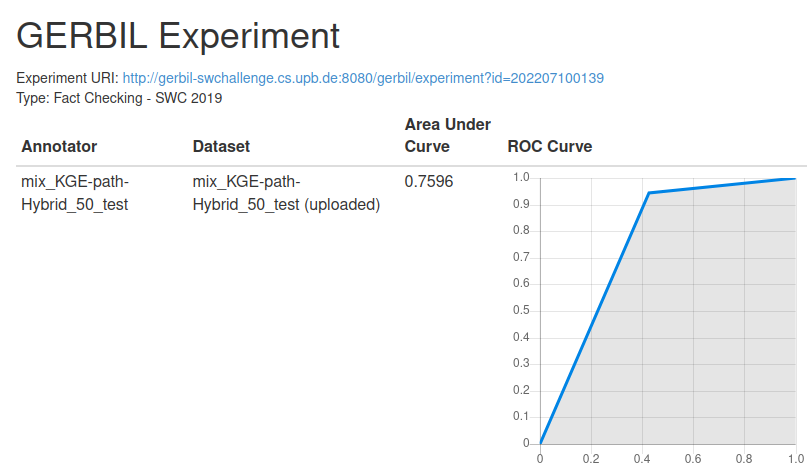 GERBIL Experiment
Experiment URI: http://gerbil-swchallenge.cs.upb.de:8080/gerbil/experiment?id=202207100139
Type: Fact Checking - SWC 2019
Annotator Dataset Area Under Curve ROC Curve
mix_KGE-path- mix_KGE-path- 0.7596
Hybrid_50_test Hybrid_50_test (uploaded)
1.0
0.9
0.8
0.7
0.6
0.5
0.4
0.3
0.2
0.1
0
0 0.2 0.4 0.6 0.8 1.0